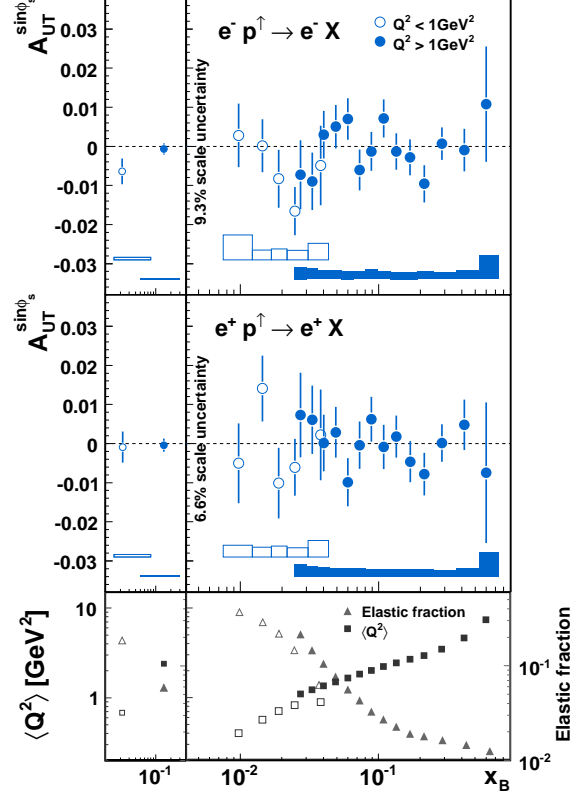 A_UT^sinφ_s
e⁻ p^↑ → e⁻ X
Q² < 1GeV²
Q² > 1GeV²
0.03
0.02
0.01
0
-0.01
-0.02
-0.03
9.3% scale uncertainty
A_UT^sinφ_s
e⁺ p^↑ → e⁺ X
0.03
0.02
0.01
0
-0.01
-0.02
-0.03
6.6% scale uncertainty
⟨Q²⟩ [GeV²]
10
1
Elastic fraction
⟨Q²⟩
10⁻¹
10⁻²
Elastic fraction
10⁻¹
10⁻²
10⁻¹
x_B